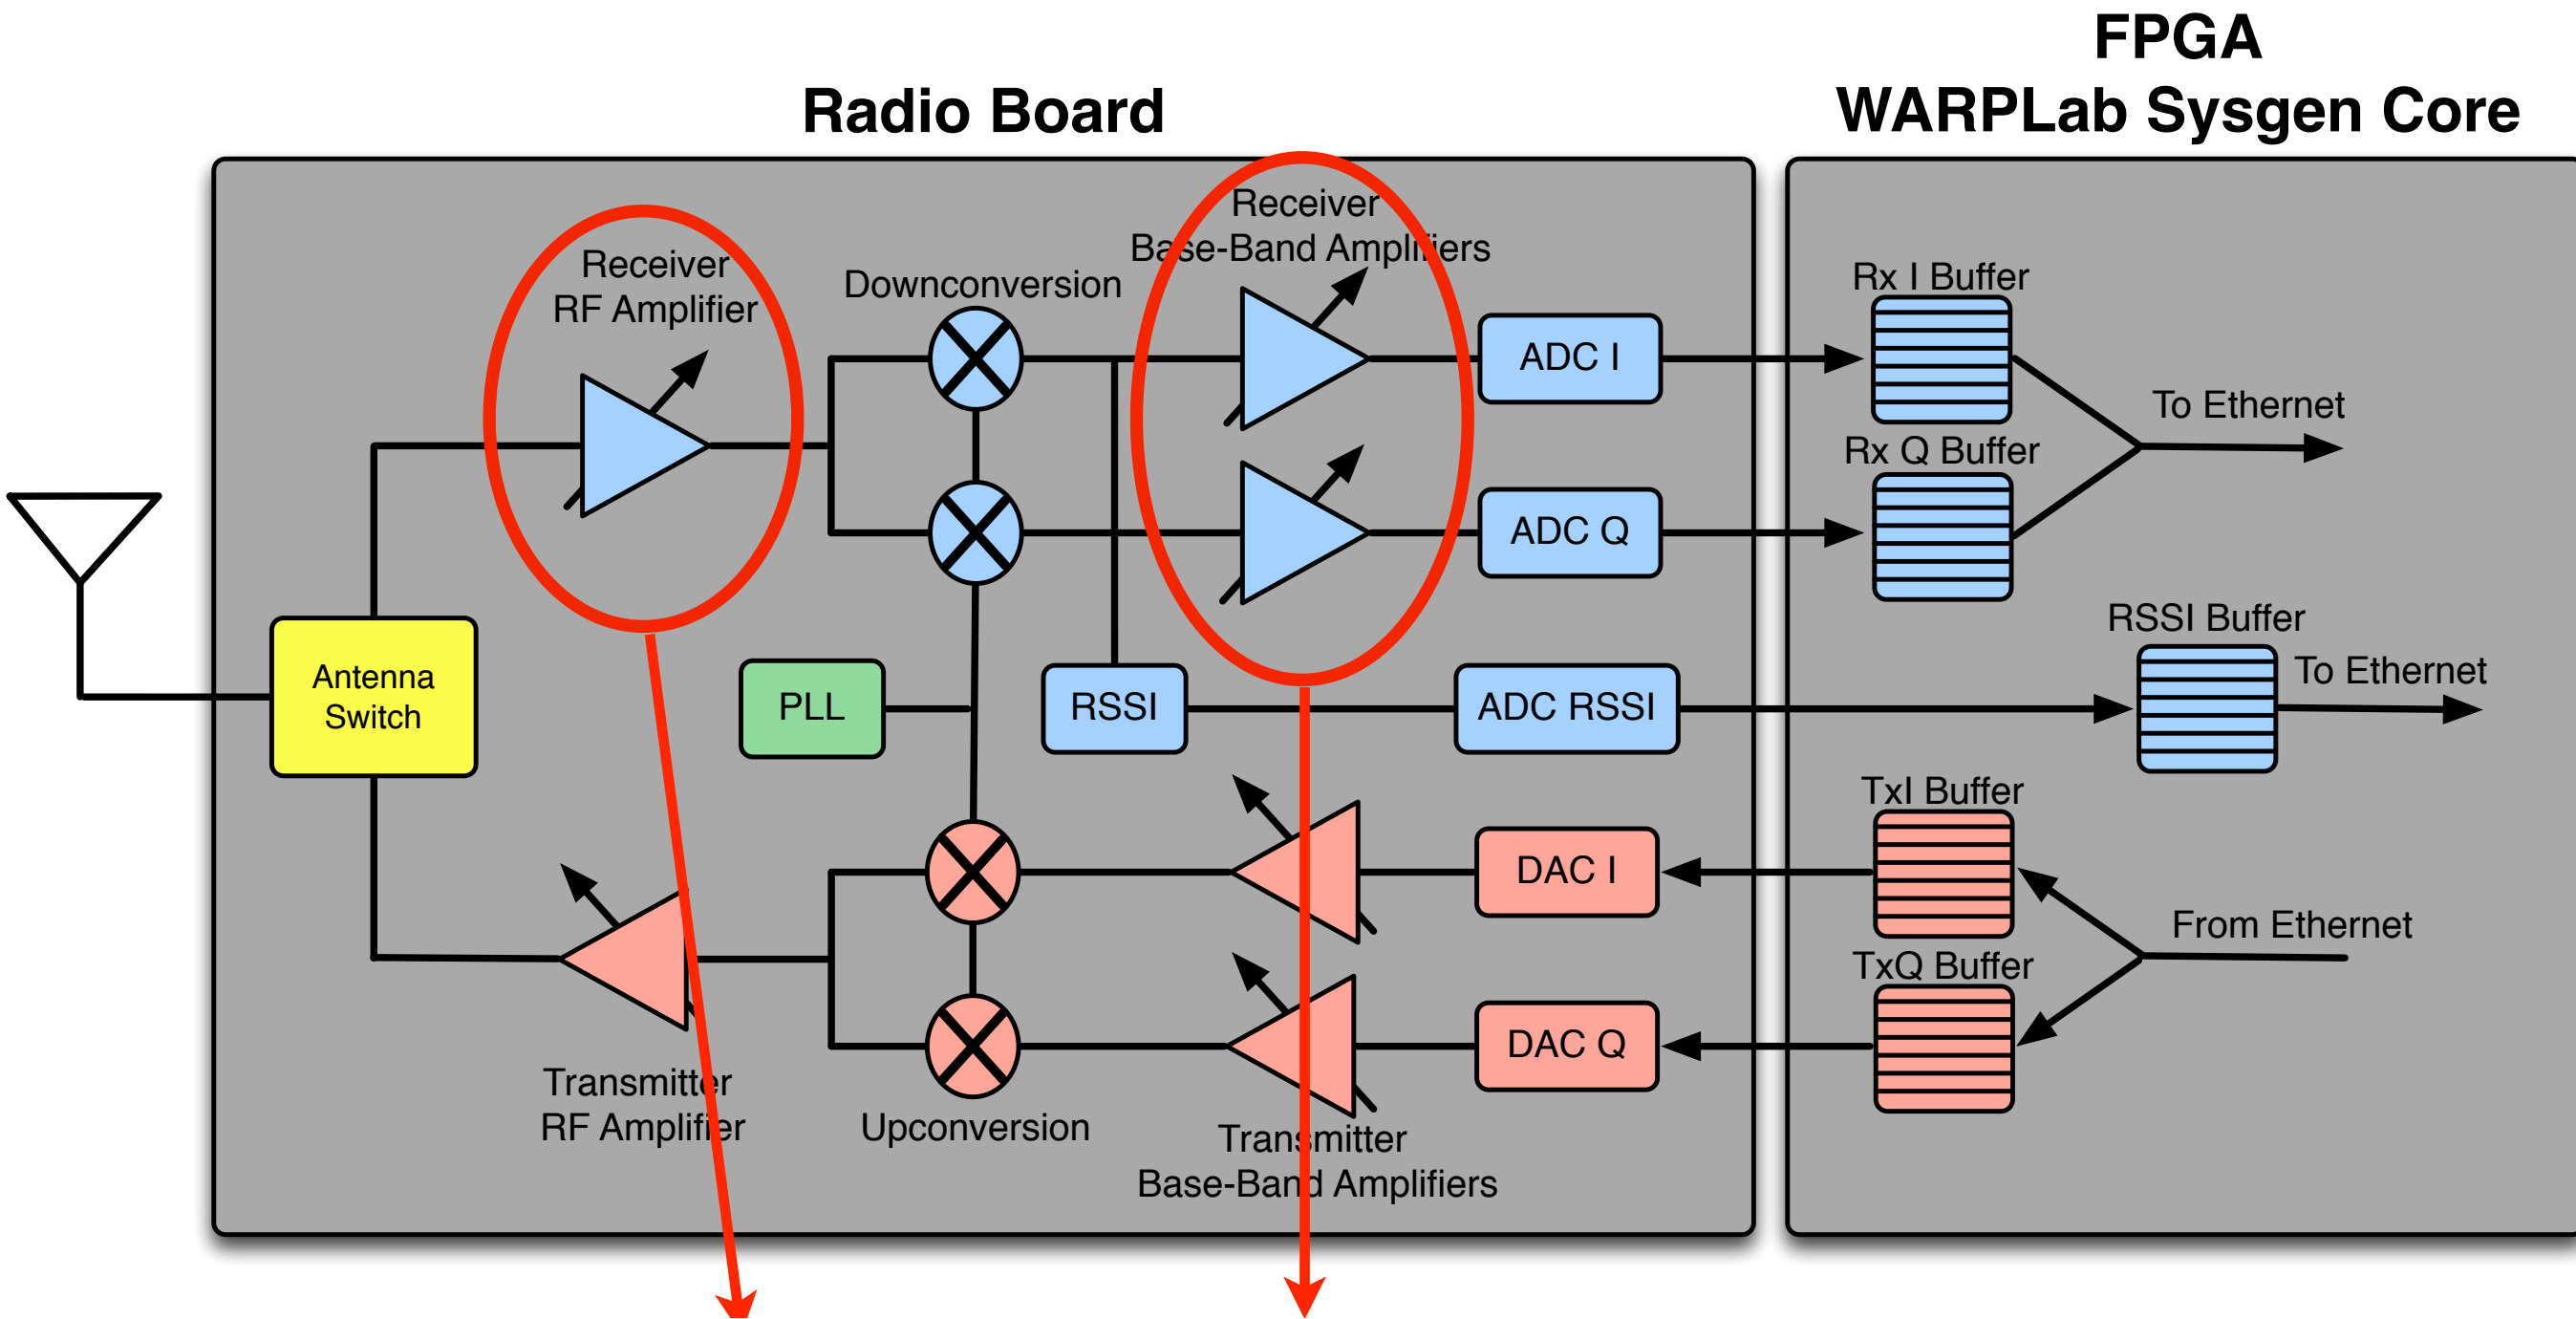 FPGA
WARPLab Sysgen Core
Radio Board
Receiver
RF Amplifier
Downconversion
Receiver
Base-Band Amplifiers
ADC I
ADC Q
Rx I Buffer
Rx Q Buffer
To Ethernet
Antenna
Switch
PLL
RSSI
ADC RSSI
RSSI Buffer
To Ethernet
DAC I
DAC Q
TxI Buffer
TxQ Buffer
From Ethernet
Transmitter
RF Amplifier
Upconversion
Transmitter
Base-Band Amplifiers